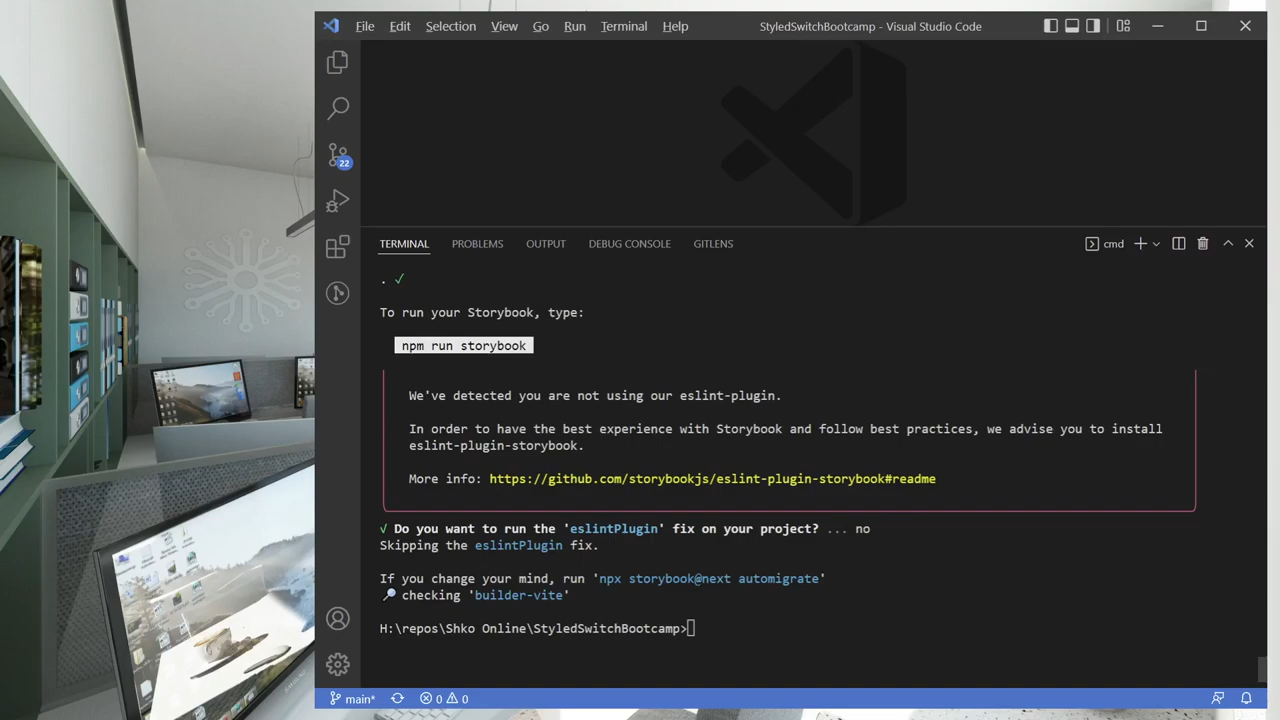 File Edit Selection View Go Run Terminal Help
StyledSwitchBootcamp - Visual Studio Code
22
TERMINAL PROBLEMS OUTPUT DEBUG CONSOLE GITLENS
cmd
. ✓
To run your Storybook, type:
npm run storybook
We've detected you are not using our eslint-plugin.
In order to have the best experience with Storybook and follow best practices, we advise you to install
eslint-plugin-storybook.
More info: https://github.com/storybookjs/eslint-plugin-storybook#readme
√ Do you want to run the 'eslintPlugin' fix on your project? ... no
Skipping the eslintPlugin fix.
If you change your mind, run 'npx storybook@next automigrate'
🔎 checking 'builder-vite'
H:\repos\Shko Online\StyledSwitchBootcamp>
main* 0 0